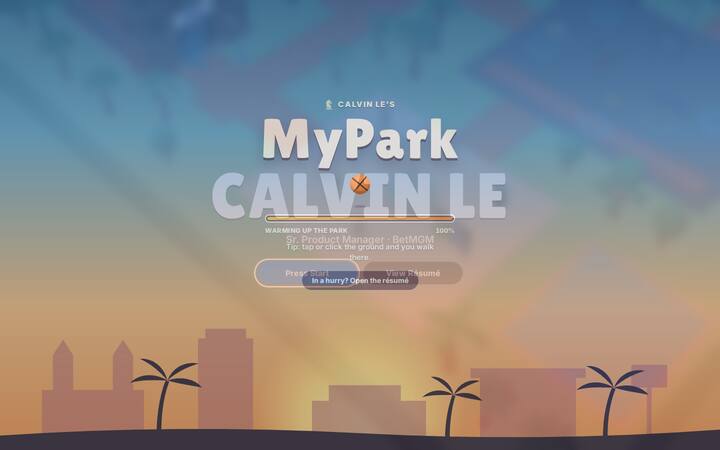 CALVIN LE'S
MyPark
CALVIN LE
WARMING UP THE PARK 100%
Sr. Product Manager · BetMGM
Tip: tap or click the ground and you walk
there.
Press Start View Résumé
In a hurry? Open the résumé